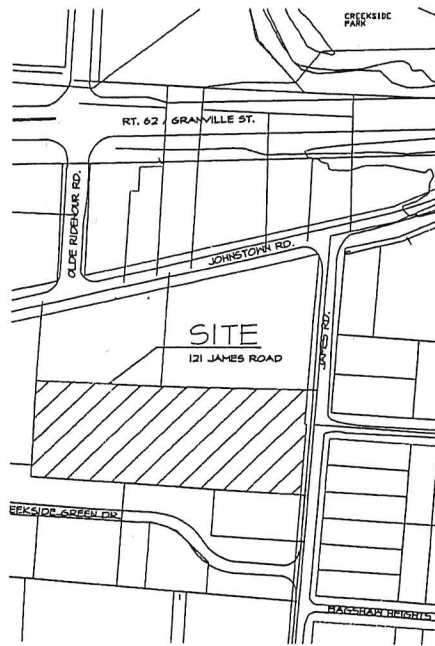 CREEKSIDE
PARK
RT. 62 / GRANVILLE ST.
OLDE RIDENOUR RD.
JOHNSTOWN RD.
JAMES RD.
SITE
121 JAMES ROAD
EEKSIDE GREEN DR.
BAGSHAW HEIGHTS